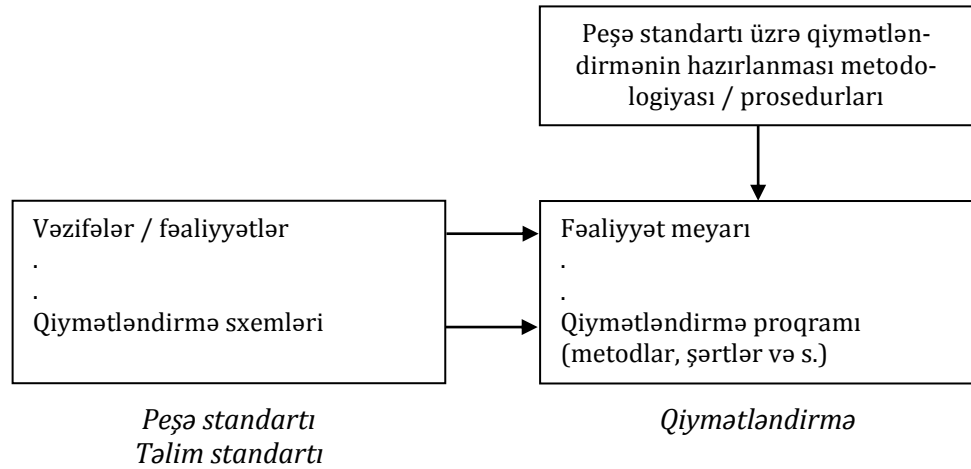 Peşə standartı üzrə qiymətlən-
dirmənin hazırlanması metodo-
logiyası / prosedurları
Vəzifələr / fəaliyyətlər
.
.
Qiymətləndirmə sxemləri
Fəaliyyət meyarı
.
.
Qiymətləndirmə proqramı
(metodlar, şərtlər və s.)
Peşə standartı
Təlim standartı
Qiymətləndirmə